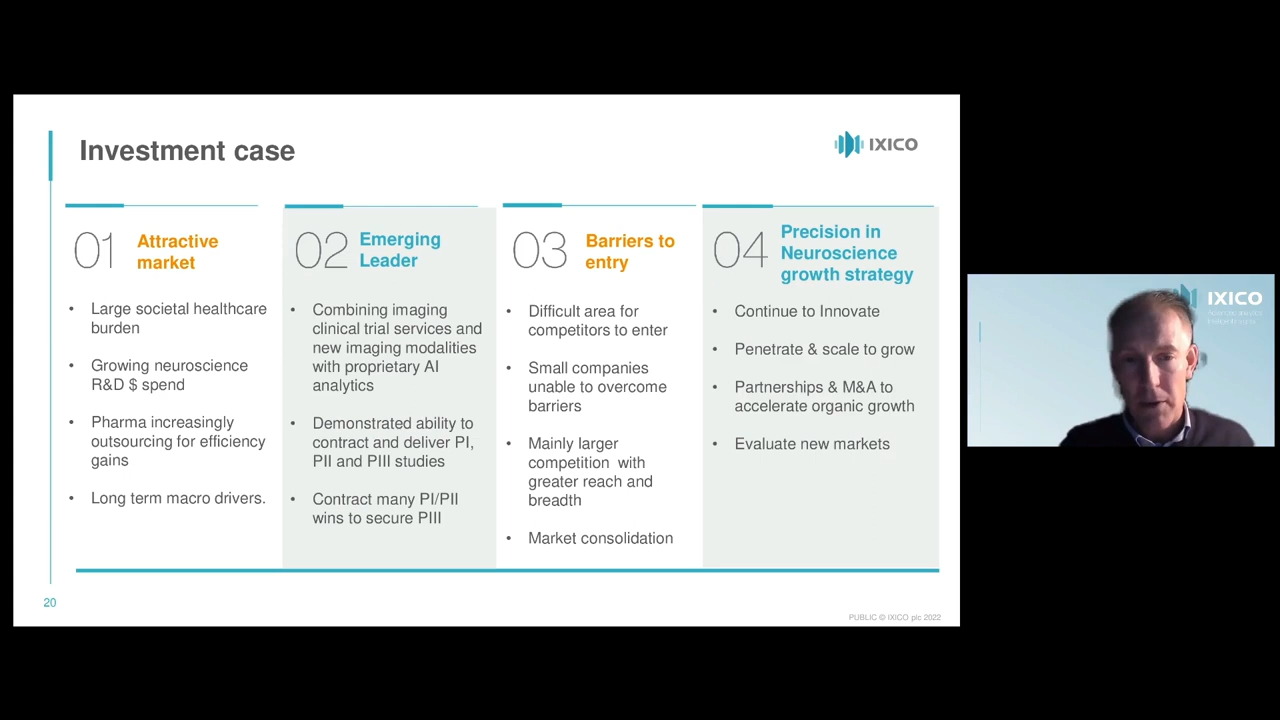 Investment case
IXICO
01
Attractive
market
• Large societal healthcare
burden
• Growing neuroscience
R&D $ spend
• Pharma increasingly
outsourcing for efficiency
gains
• Long term macro drivers.
02
Emerging
Leader
• Combining imaging
clinical trial services and
new imaging modalities
with proprietary AI
analytics
• Demonstrated ability to
contract and deliver PI,
PII and PIII studies
• Contract many PI/PII
wins to secure PIII
03
Barriers to
entry
• Difficult area for
competitors to enter
• Small companies
unable to overcome
barriers
• Mainly larger
competition with
greater reach and
breadth
• Market consolidation
04
Precision in
Neuroscience
growth strategy
• Continue to Innovate
• Penetrate & scale to grow
• Partnerships & M&A to
accelerate organic growth
• Evaluate new markets
20
PUBLIC © IXICO plc 2022
IXICO